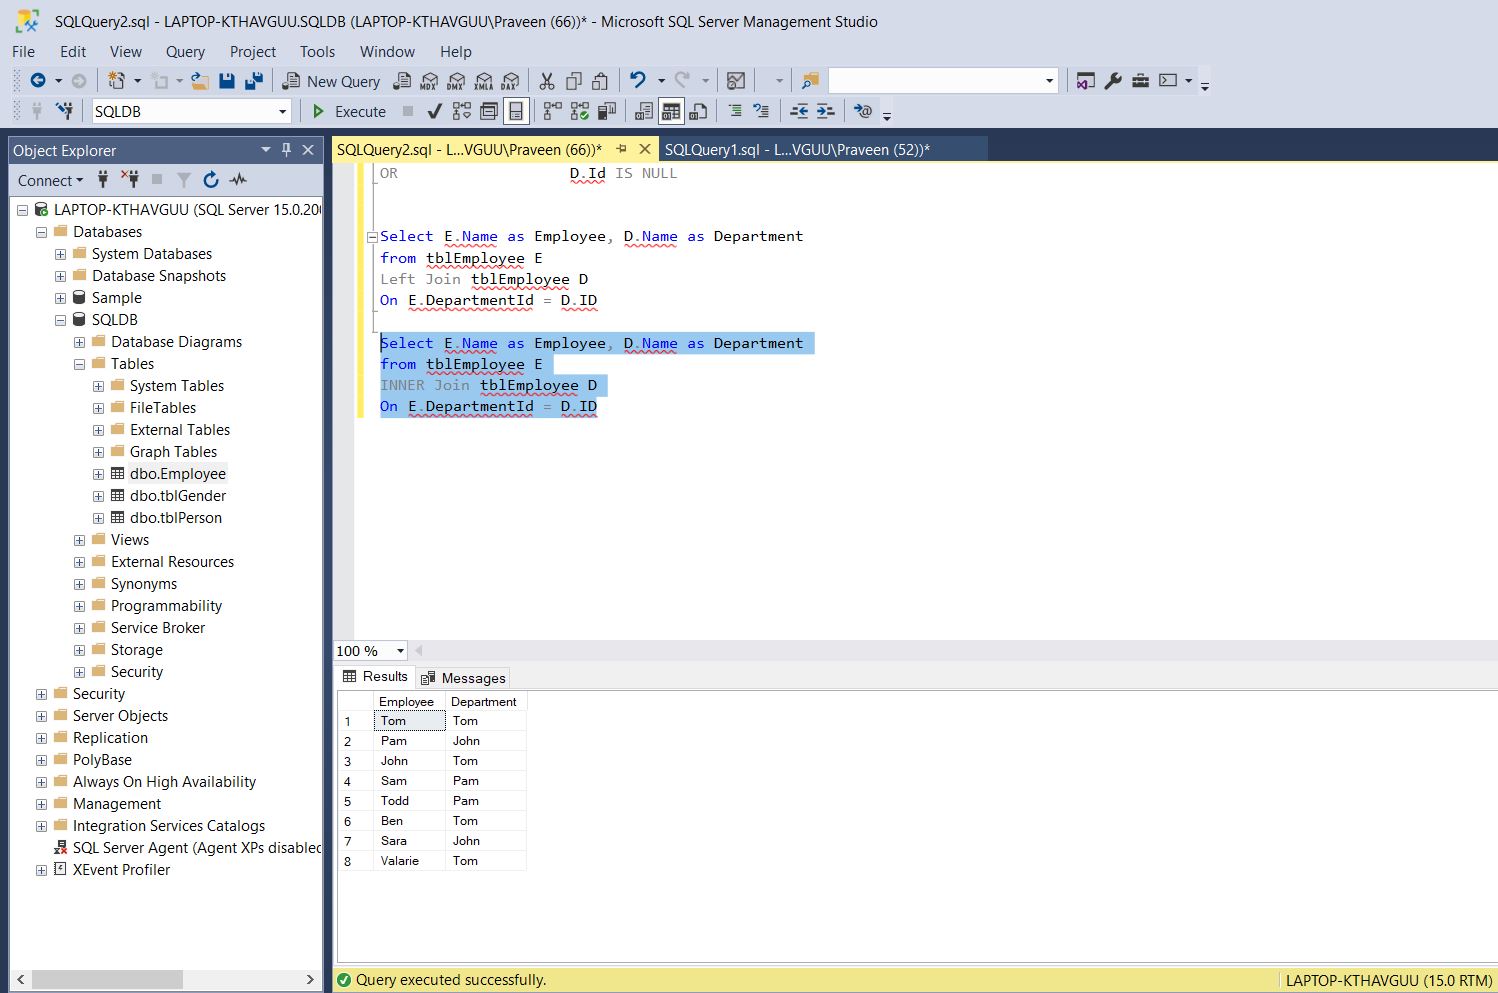 SQLQuery2.sql - LAPTOP-KTHAVGUU.SQLDB (LAPTOP-KTHAVGUU\Praveen (66))* - Microsoft SQL Server Management Studio
File Edit View Query Project Tools Window Help
New Query MDX DMX XMLA DAX
SQLDB Execute
Object Explorer
Connect
LAPTOP-KTHAVGUU (SQL Server 15.0.200
Databases
System Databases
Database Snapshots
Sample
SQLDB
Database Diagrams
Tables
System Tables
FileTables
External Tables
Graph Tables
dbo.Employee
dbo.tblGender
dbo.tblPerson
Views
External Resources
Synonyms
Programmability
Service Broker
Storage
Security
Security
Server Objects
Replication
PolyBase
Always On High Availability
Management
Integration Services Catalogs
SQL Server Agent (Agent XPs disabled
XEvent Profiler
SQLQuery2.sql - L...VGUU\Praveen (66))* SQLQuery1.sql - L...VGUU\Praveen (52))*
OR D.Id IS NULL
Select E.Name as Employee, D.Name as Department
from tblEmployee E
Left Join tblEmployee D
On E.DepartmentId = D.ID
Select E.Name as Employee, D.Name as Department
from tblEmployee E
INNER Join tblEmployee D
On E.DepartmentId = D.ID
100 %
Results Messages
Employee Department
1 Tom Tom
2 Pam John
3 John Tom
4 Sam Pam
5 Todd Pam
6 Ben Tom
7 Sara John
8 Valarie Tom
Query executed successfully. LAPTOP-KTHAVGUU (15.0 RTM)